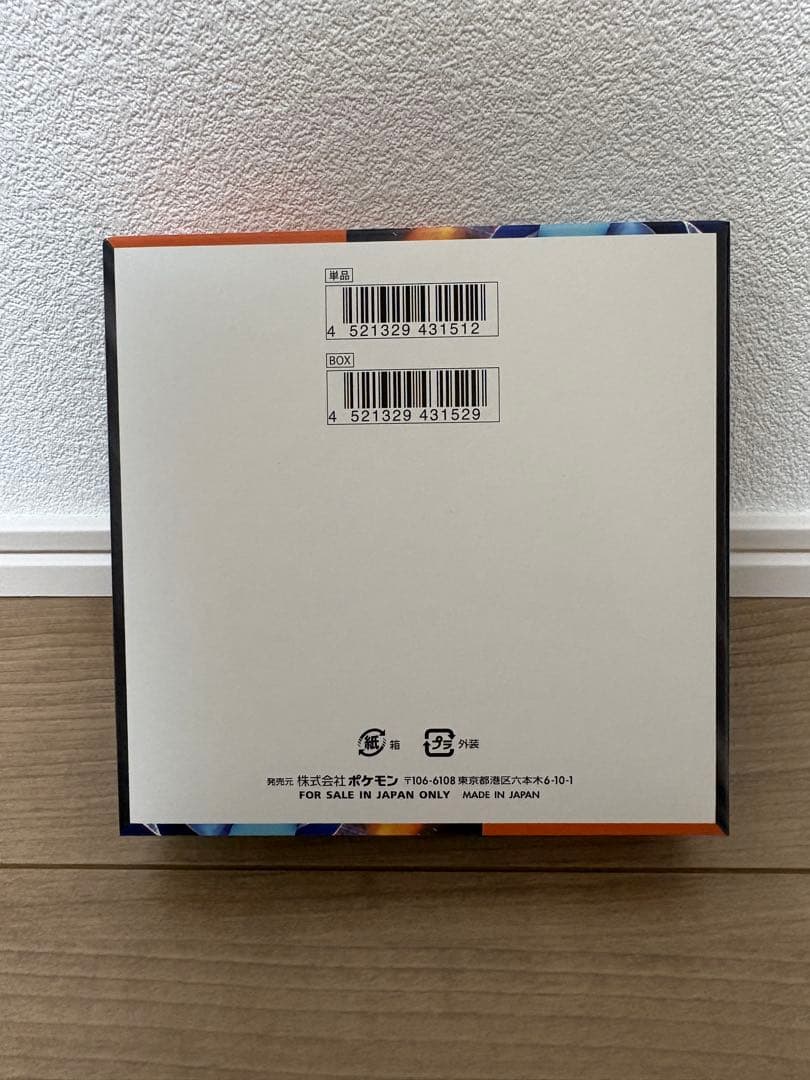 単品
4 521329 431512
BOX
4 521329 431529
紙 箱 プラ 外装
発売元 株式会社ポケモン 〒106-6108 東京都港区六本木6-10-1
FOR SALE IN JAPAN ONLY MADE IN JAPAN